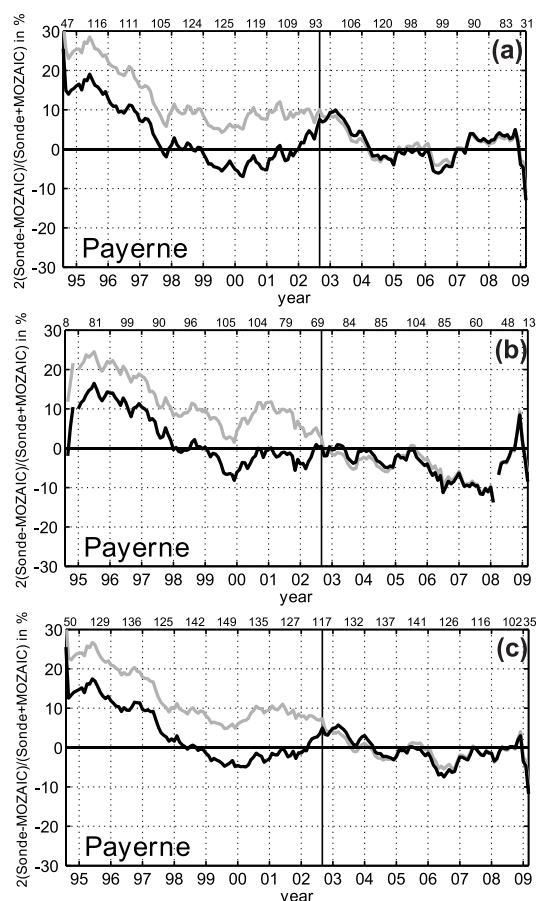 47 116 111 105 124 125 119 109 93 106 120 98 99 90 83 31
30
20
10
0
-10
-20
-30
2(Sonde-MOZAIC)/(Sonde+MOZAIC) in %
(a)
Payerne
95 96 97 98 99 00 01 02 03 04 05 06 07 08 09
year
8 81 99 90 96 105 104 79 69 84 85 104 85 60 48 13
30
20
10
0
-10
-20
-30
2(Sonde-MOZAIC)/(Sonde+MOZAIC) in %
(b)
Payerne
95 96 97 98 99 00 01 02 03 04 05 06 07 08 09
year
50 129 136 125 142 149 135 127 117 132 137 141 126 116 102 35
30
20
10
0
-10
-20
-30
2(Sonde-MOZAIC)/(Sonde+MOZAIC) in %
(c)
Payerne
95 96 97 98 99 00 01 02 03 04 05 06 07 08 09
year